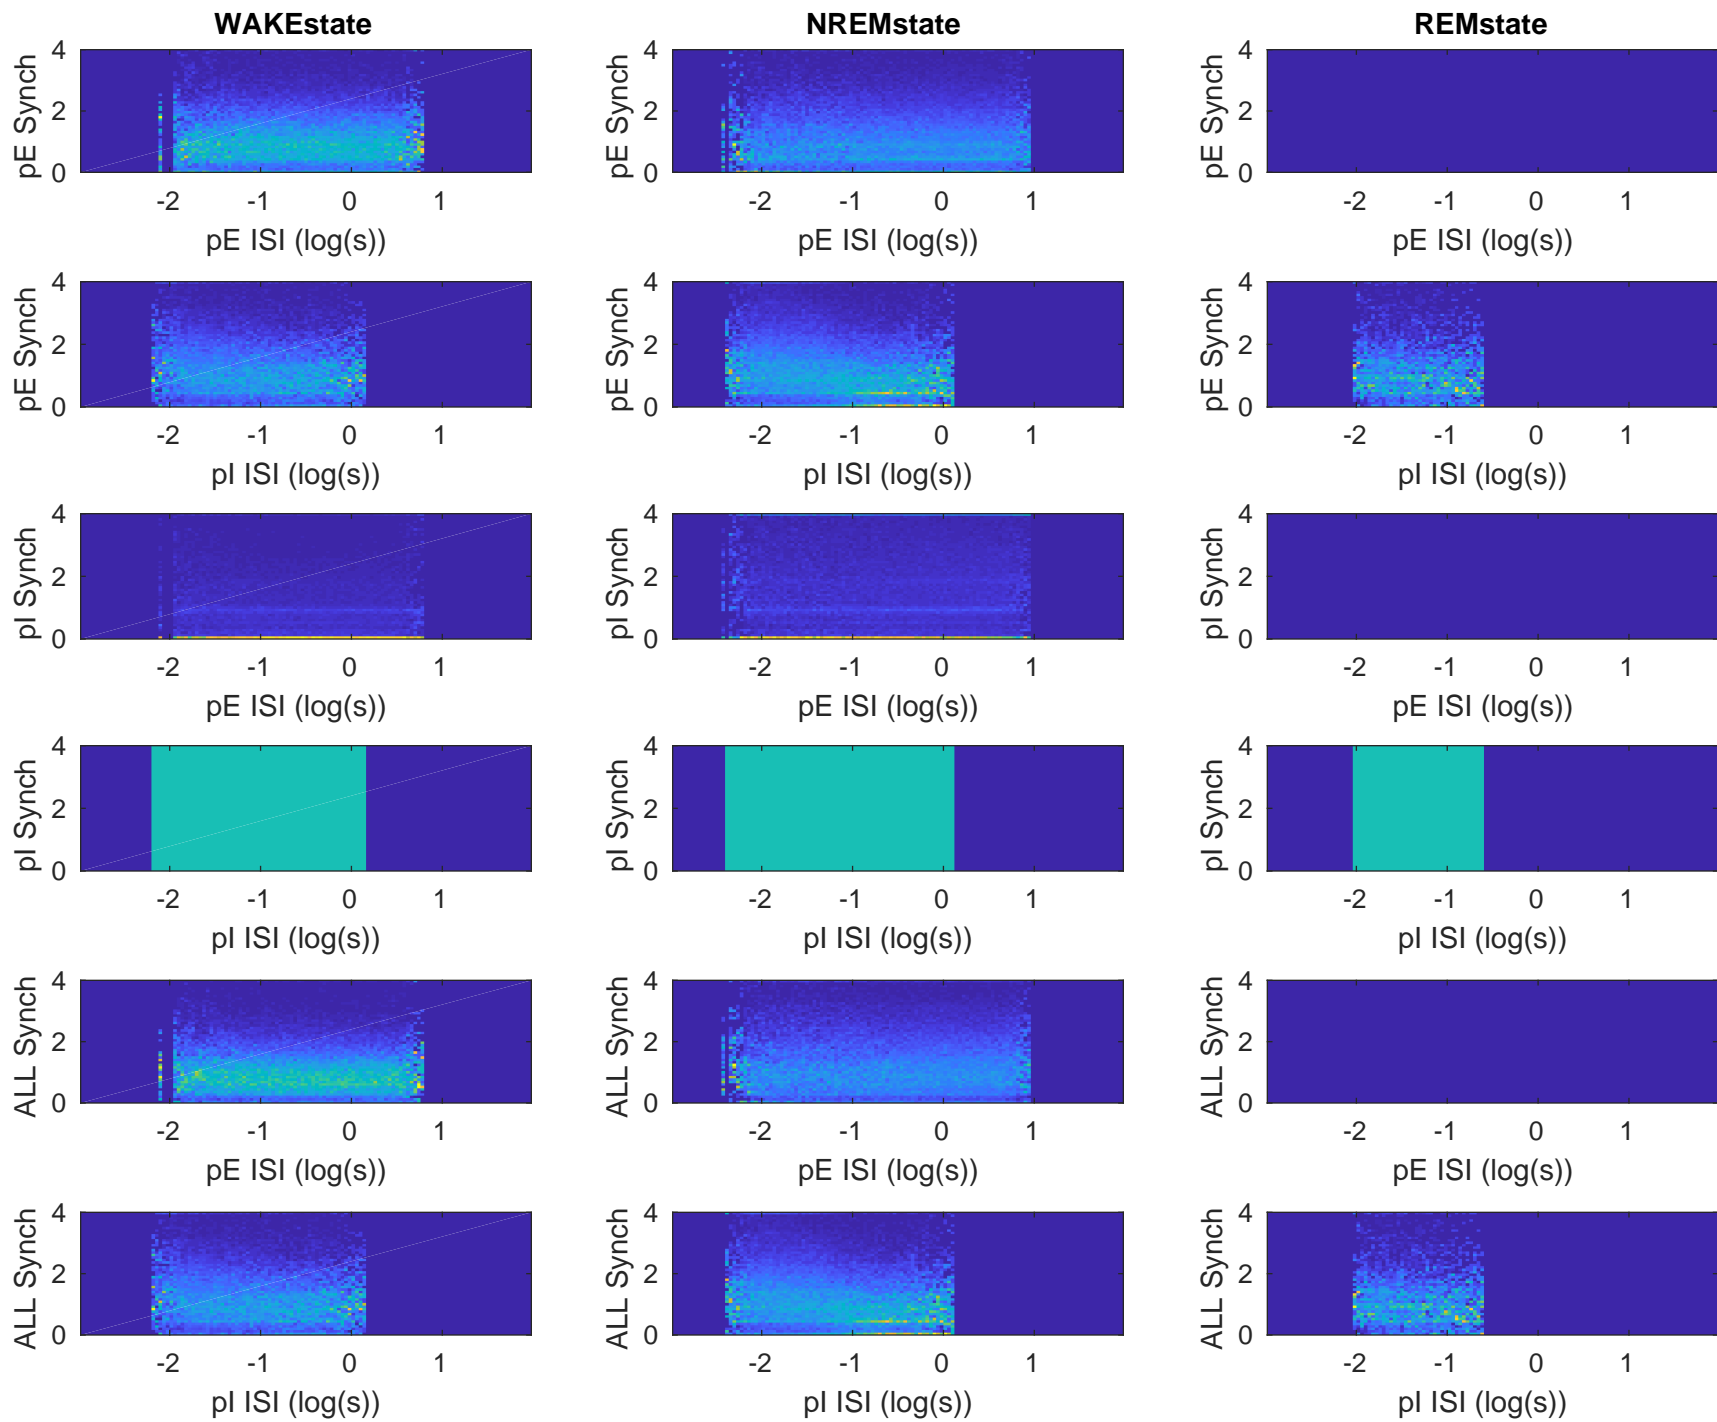 WAKEstate NREMstate REMstate
4 4 4
pE Synch pE Synch pE Synch
2 2 2
0 0 0
-2 -1 0 1 -2 -1 0 1 -2 -1 0 1
pE ISI (log(s)) pE ISI (log(s)) pE ISI (log(s))
4 4 4
pE Synch pE Synch pE Synch
2 2 2
0 0 0
-2 -1 0 1 -2 -1 0 1 -2 -1 0 1
pI ISI (log(s)) pI ISI (log(s)) pI ISI (log(s))
4 4 4
pI Synch pI Synch pI Synch
2 2 2
0 0 0
-2 -1 0 1 -2 -1 0 1 -2 -1 0 1
pE ISI (log(s)) pE ISI (log(s)) pE ISI (log(s))
4 4 4
pI Synch pI Synch pI Synch
2 2 2
0 0 0
-2 -1 0 1 -2 -1 0 1 -2 -1 0 1
pI ISI (log(s)) pI ISI (log(s)) pI ISI (log(s))
4 4 4
ALL Synch ALL Synch ALL Synch
2 2 2
0 0 0
-2 -1 0 1 -2 -1 0 1 -2 -1 0 1
pE ISI (log(s)) pE ISI (log(s)) pE ISI (log(s))
4 4 4
ALL Synch ALL Synch ALL Synch
2 2 2
0 0 0
-2 -1 0 1 -2 -1 0 1 -2 -1 0 1
pI ISI (log(s)) pI ISI (log(s)) pI ISI (log(s))